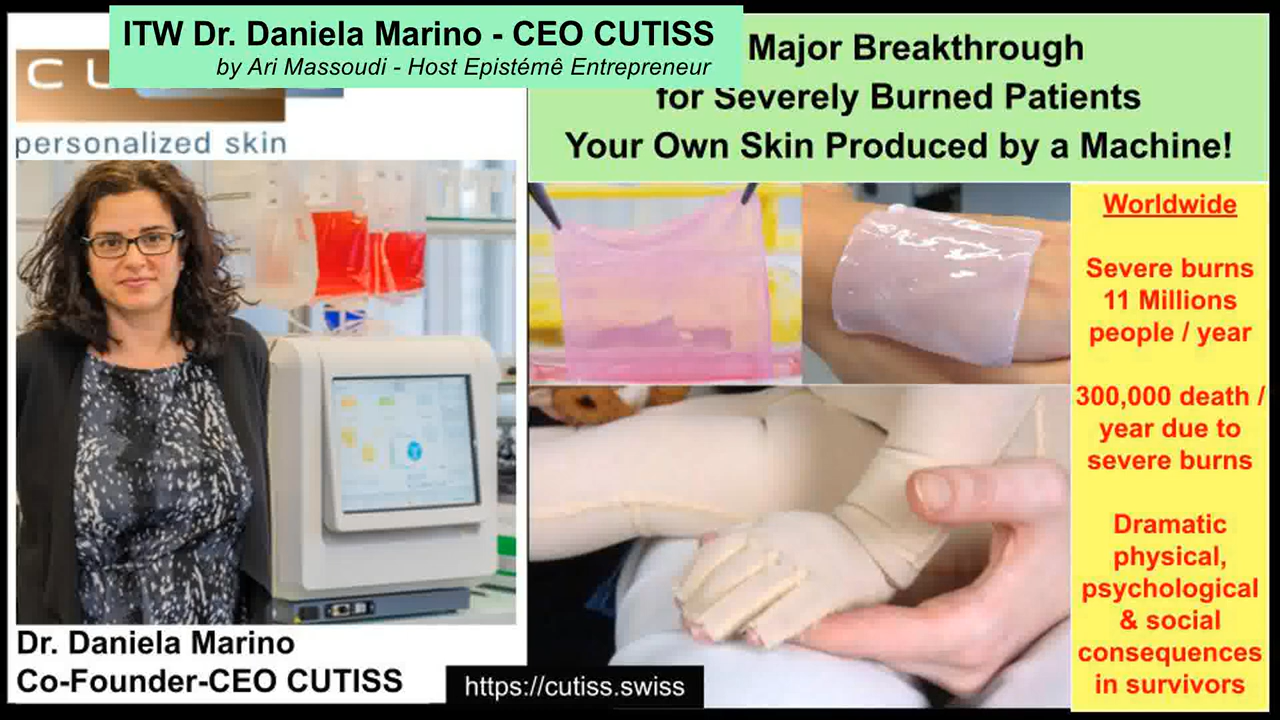 ITW Dr. Daniela Marino - CEO CUTISS
by Ari Massoudi - Host Epistémê Entrepreneur
CU
personalized skin
Major Breakthrough
for Severely Burned Patients
Your Own Skin Produced by a Machine!
Worldwide
Severe burns
11 Millions
people / year
300,000 death /
year due to
severe burns
Dramatic
physical,
psychological
& social
consequences
in survivors
Dr. Daniela Marino
Co-Founder-CEO CUTISS
https://cutiss.swiss